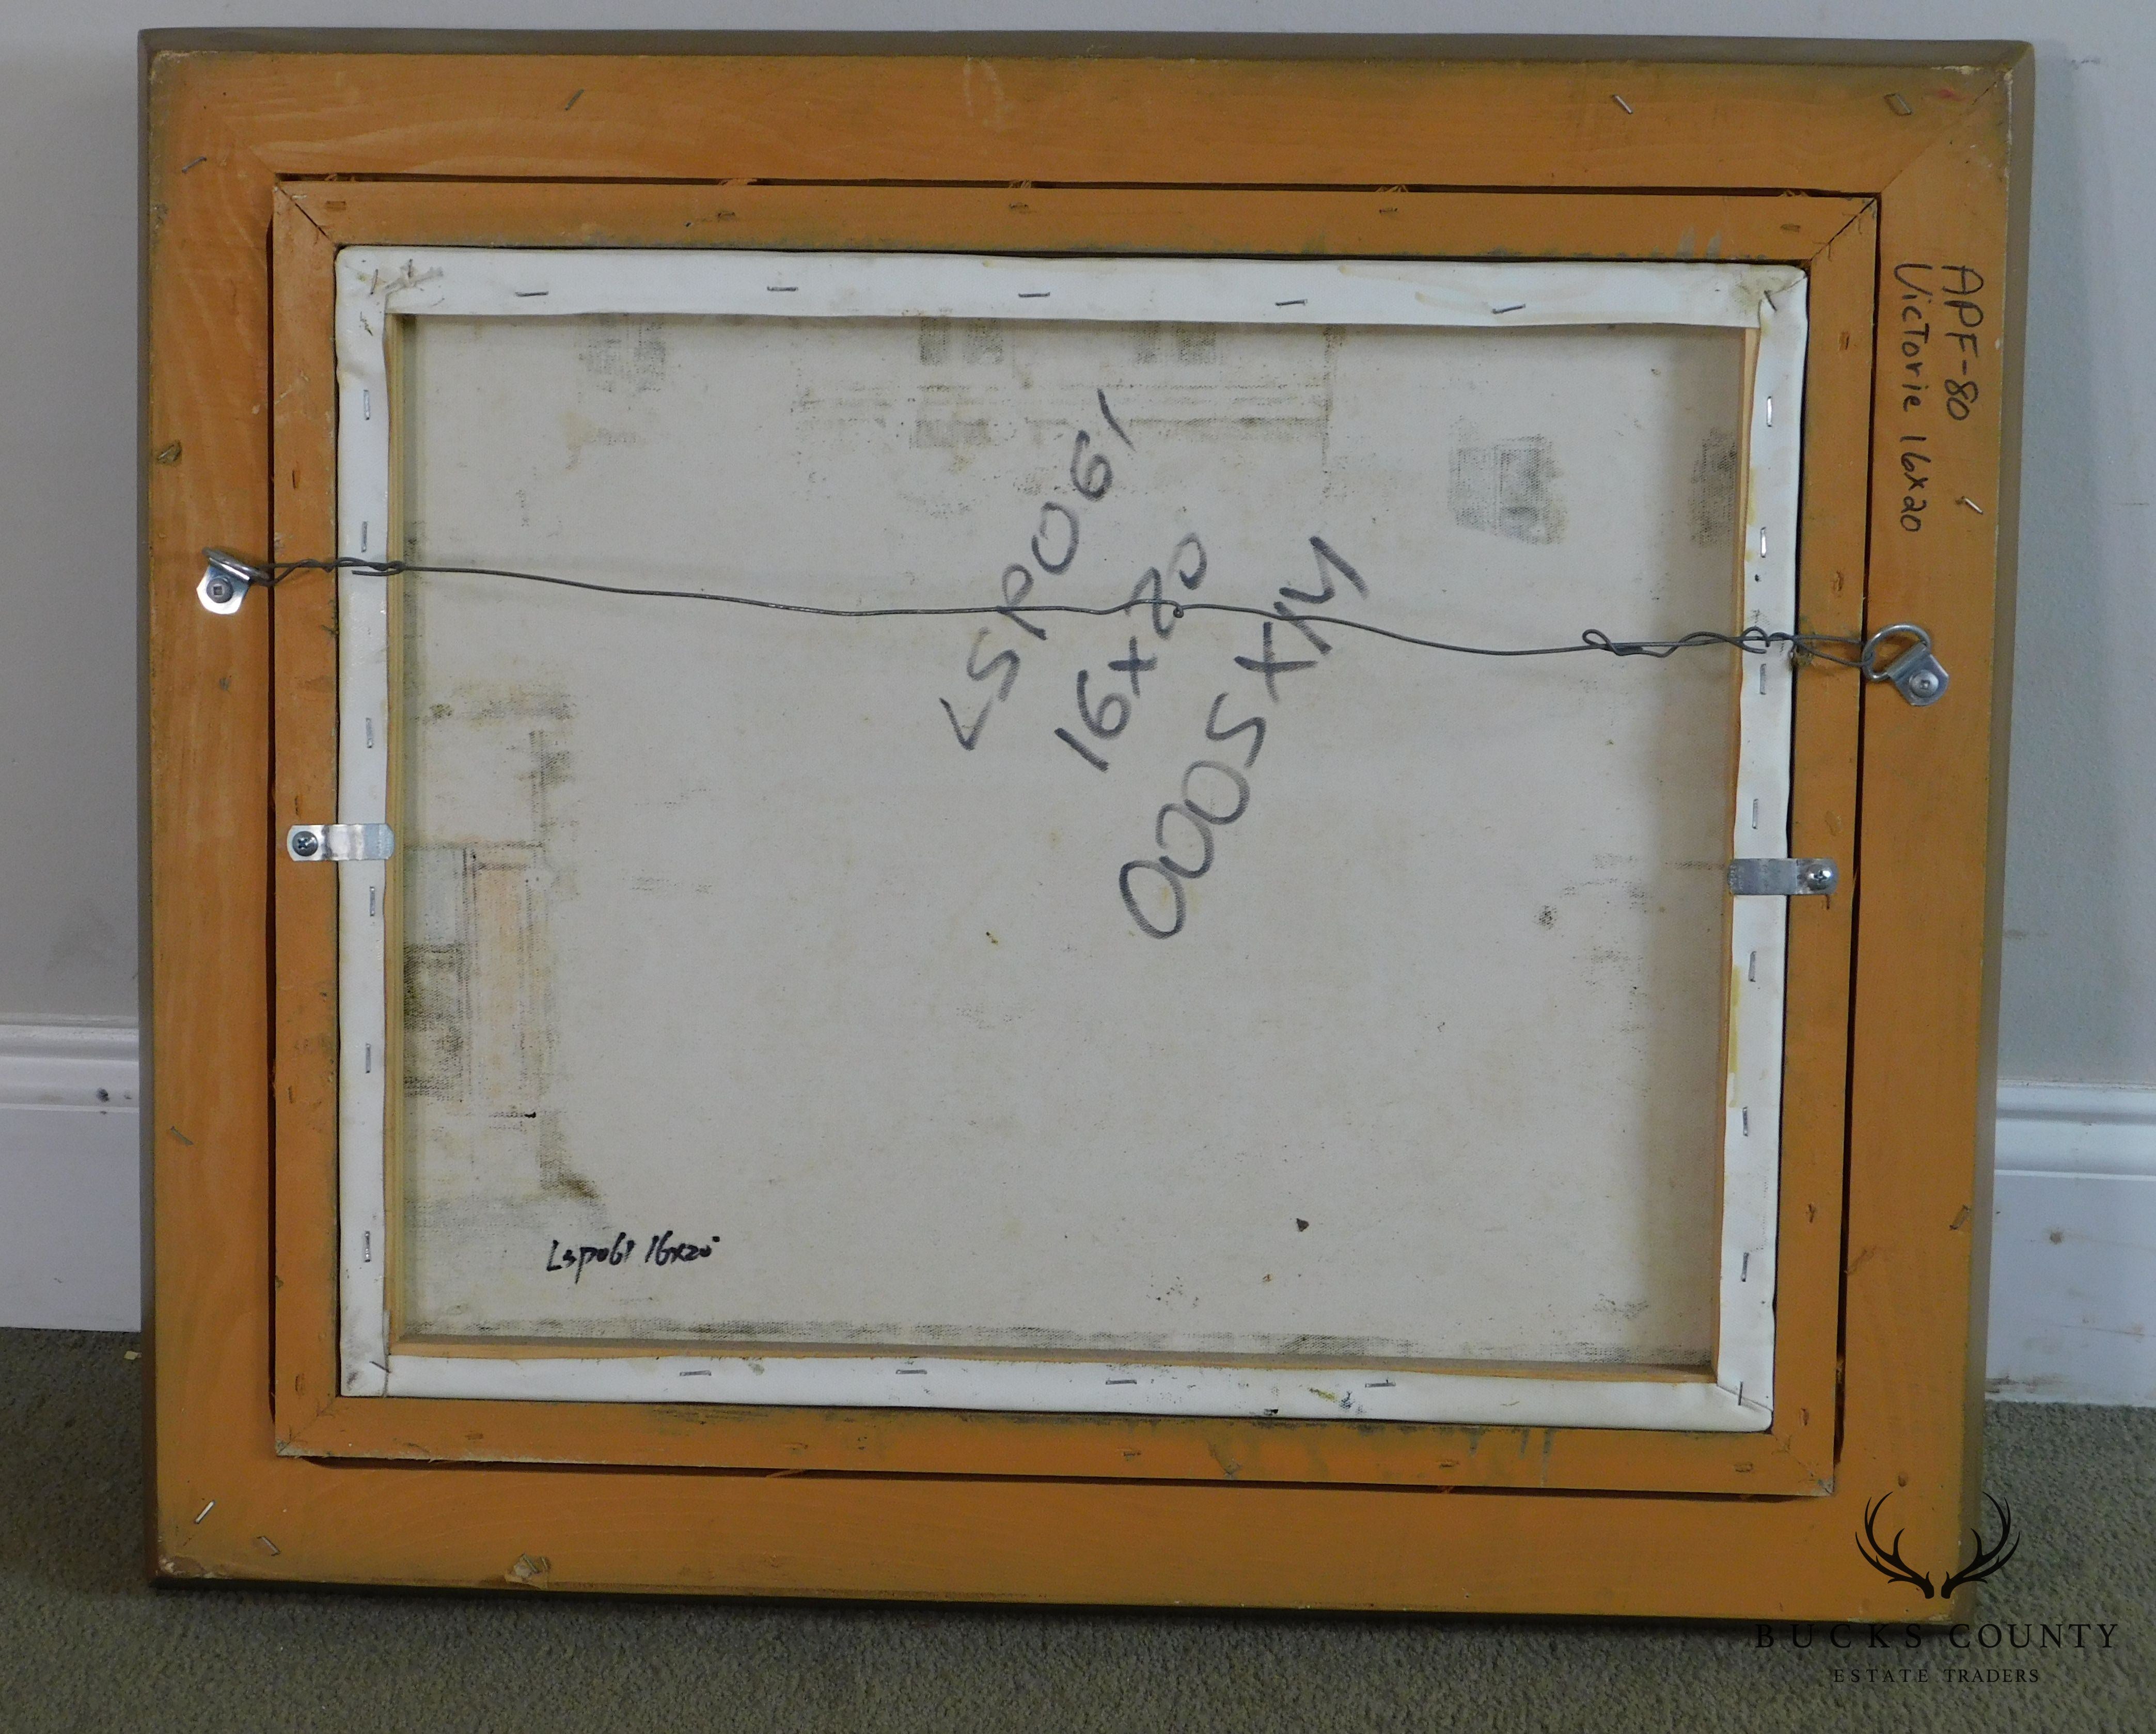 APF-80
Victorie 16x20
LSP061
16x20
0005XM
Lsp061 16x20
BUCKS COUNTY
ESTATE TRADERS